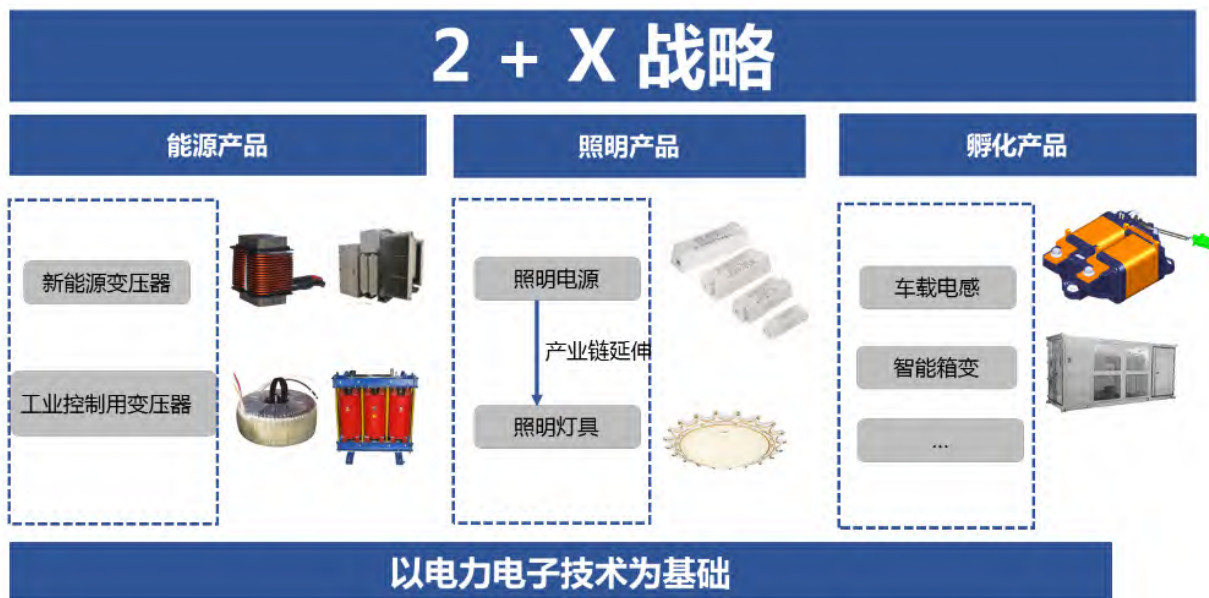 2 + X 战略
能源产品
照明产品
孵化产品
新能源变压器
工业控制用变压器
照明电源
产业链延伸
照明灯具
车载电感
智能箱变
...
以电力电子技术为基础